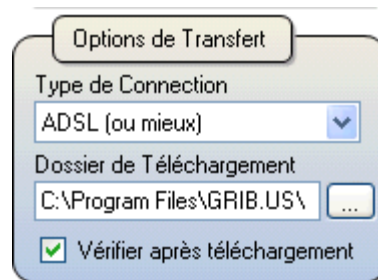 Options de Transfert
Type de Connection
ADSL (ou mieux)
Dossier de Téléchargement
C:\Program Files\GRIB.US\
...
Vérifier après téléchargement